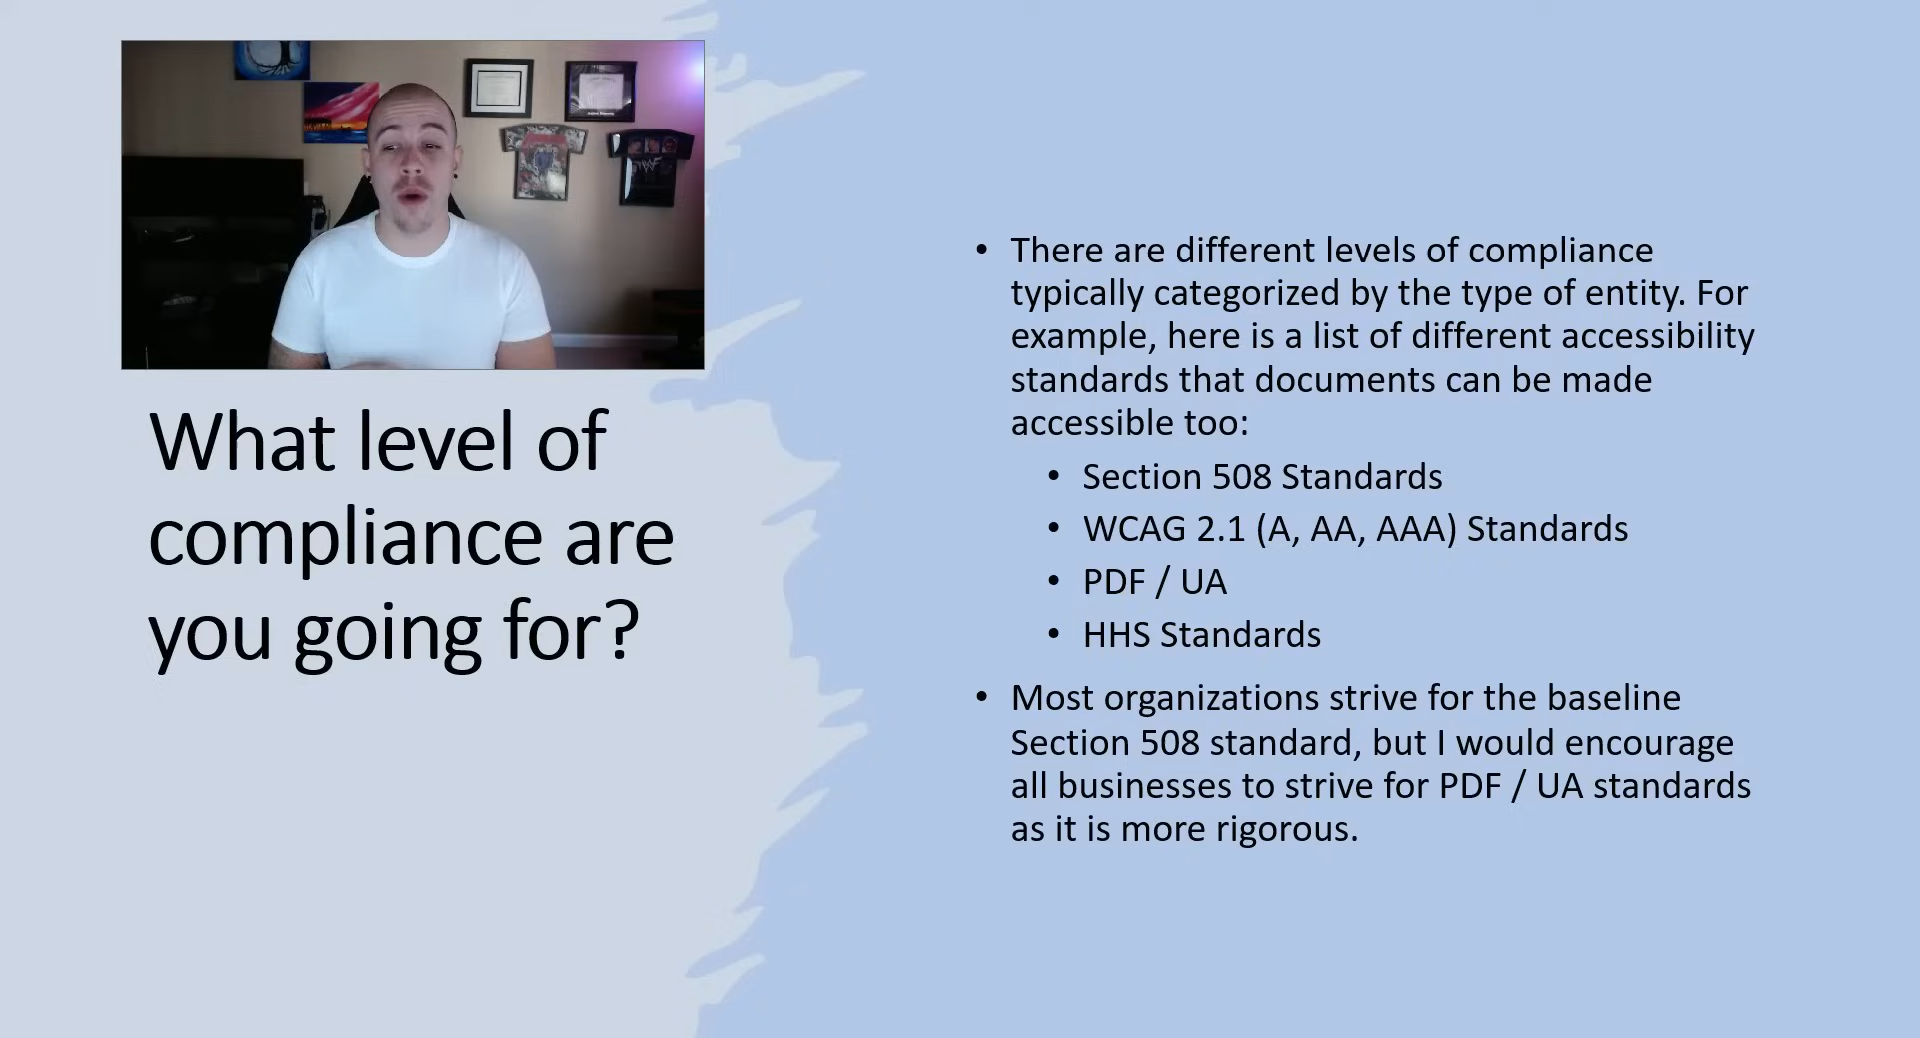 What level of
compliance are
you going for?
• There are different levels of compliance
typically categorized by the type of entity. For
example, here is a list of different accessibility
standards that documents can be made
accessible too:
• Section 508 Standards
• WCAG 2.1 (A, AA, AAA) Standards
• PDF / UA
• HHS Standards
• Most organizations strive for the baseline
Section 508 standard, but I would encourage
all businesses to strive for PDF / UA standards
as it is more rigorous.